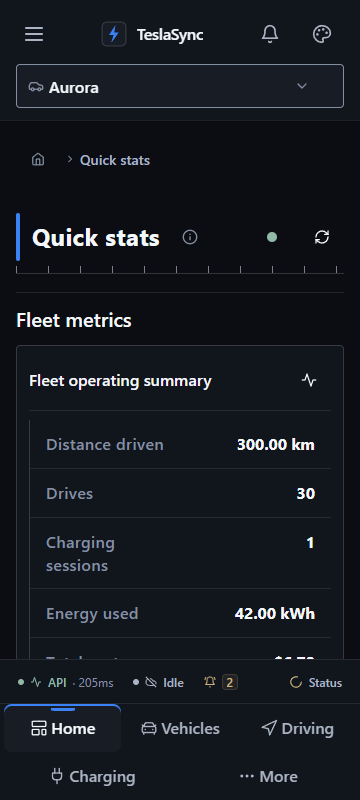 TeslaSync
Aurora
Quick stats
Quick stats
Fleet metrics
Fleet operating summary
Distance driven 300.00 km
Drives 30
Charging sessions 1
Energy used 42.00 kWh
API · 205ms Idle 2 Status
Home Vehicles Driving
Charging More